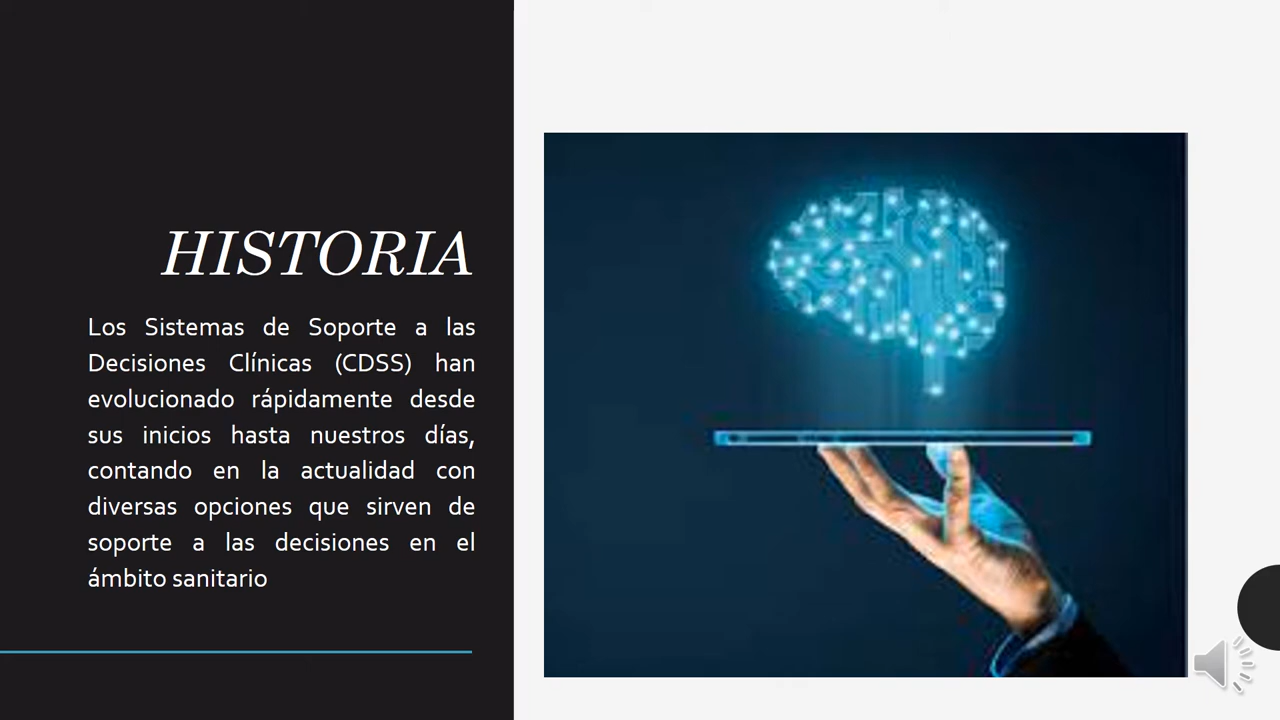 HISTORIA
Los Sistemas de Soporte a las
Decisiones Clínicas (CDSS) han
evolucionado rápidamente desde
sus inicios hasta nuestros días,
contando en la actualidad con
diversas opciones que sirven de
soporte a las decisiones en el
ámbito sanitario